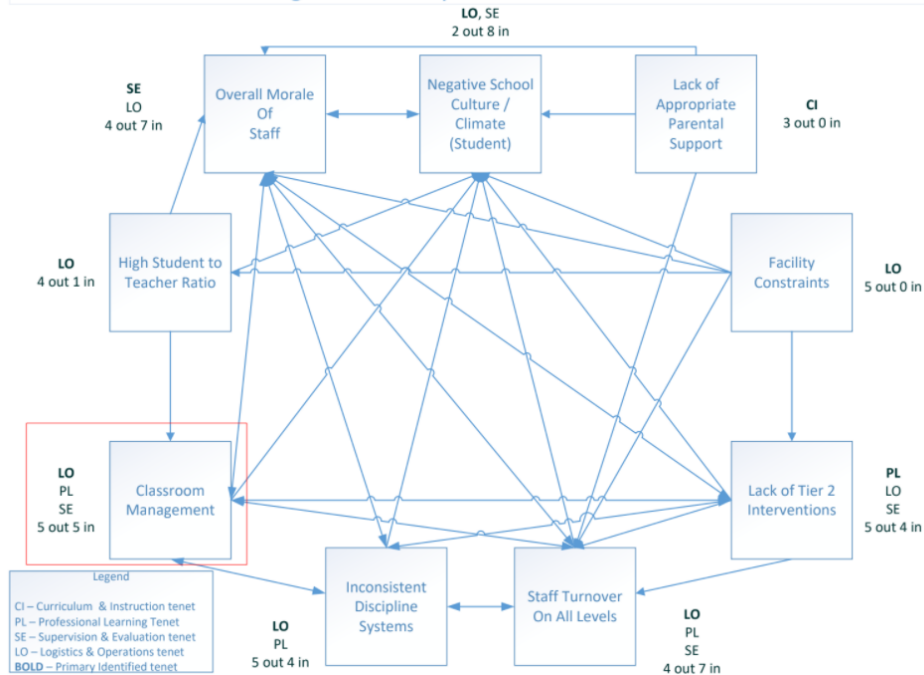 LO, SE
2 out 8 in
SE
LO
4 out 7 in
Overall Morale
Of
Staff
Negative School
Culture /
Climate
(Student)
Lack of
Appropriate
Parental
Support
CI
3 out 0 in
LO
4 out 1 in
High Student to
Teacher Ratio
Facility
Constraints
LO
5 out 0 in
LO
PL
SE
5 out 5 in
Classroom
Management
Lack of Tier 2
Interventions
PL
LO
SE
5 out 4 in
Inconsistent
Discipline
Systems
LO
PL
5 out 4 in
Staff Turnover
On All Levels
LO
PL
SE
4 out 7 in
Legend
CI – Curriculum & Instruction tenet
PL – Professional Learning Tenet
SE – Supervision & Evaluation tenet
LO – Logistics & Operations tenet
BOLD – Primary Identified tenet